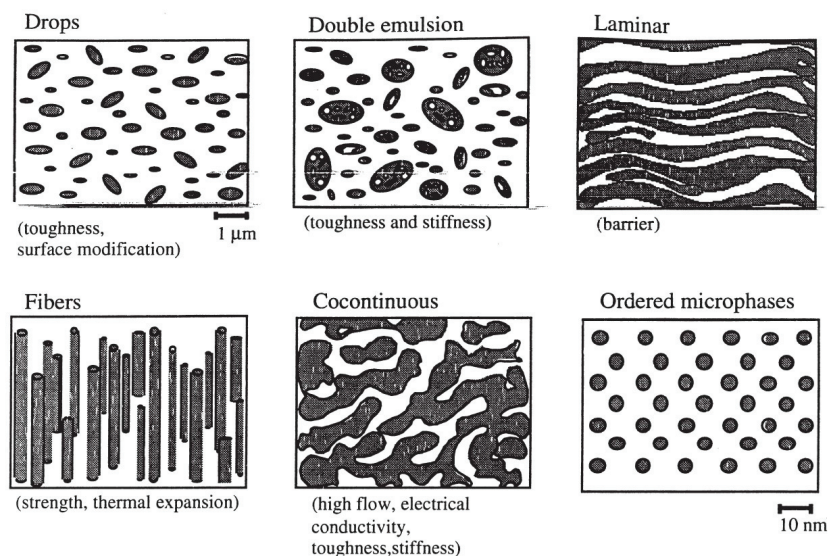 Drops
Double emulsion
Laminar
(toughness,
surface modification)
1 µm
(toughness and stiffness)
(barrier)
Fibers
Cocontinuous
Ordered microphases
(strength, thermal expansion)
(high flow, electrical
conductivity,
toughness,stiffness)
10 nm